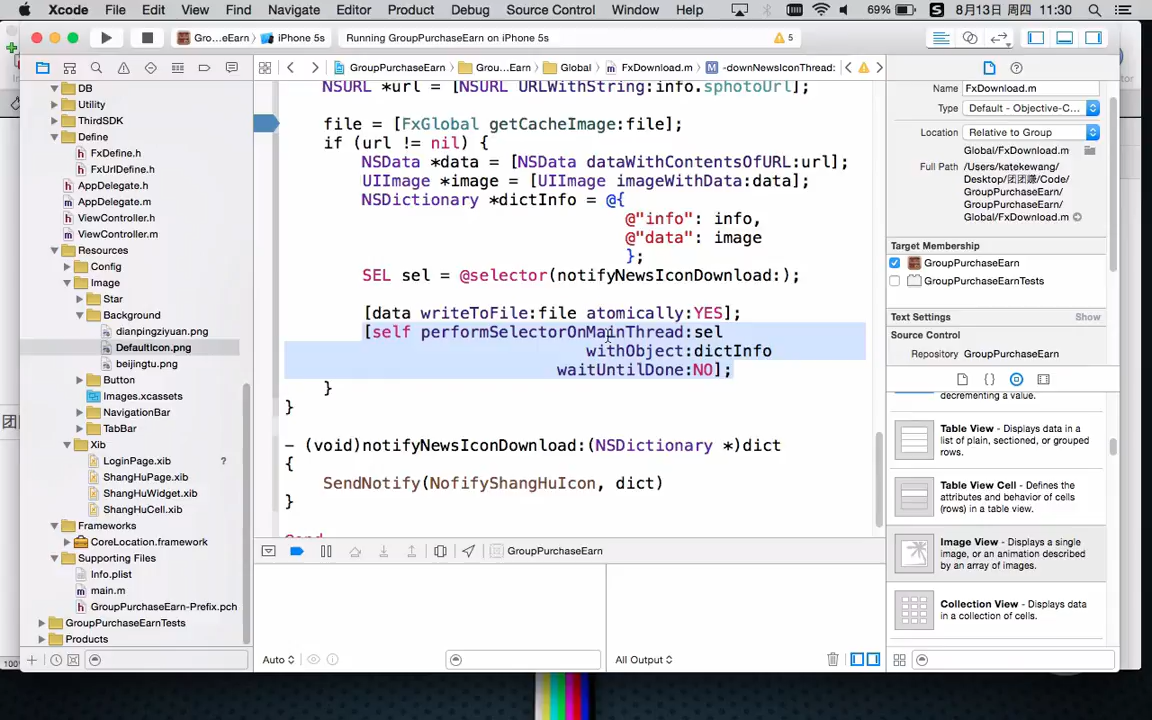 Xcode File Edit View Find Navigate Editor Product Debug Source Control Window Help 69% S 8月13日 周四 11:30
Gro...eEarn iPhone 5s Running GroupPurchaseEarn on iPhone 5s 5
GroupPurchaseEarn Grou...Earn Global FxDownload.m M -downNewsIconThread:
DB
Utility
ThirdSDK
Define
FxDefine.h
FxUrlDefine.h
AppDelegate.h
AppDelegate.m
ViewController.h
ViewController.m
Resources
Config
Image
Star
Background
dianpingziyuan.png
DefaultIcon.png
beijingtu.png
Button
Images.xcassets
NavigationBar
TabBar
Xib
LoginPage.xib ?
ShangHuPage.xib
ShangHuWidget.xib
ShangHuCell.xib
Frameworks
CoreLocation.framework
Supporting Files
Info.plist
main.m
GroupPurchaseEarn-Prefix.pch
GroupPurchaseEarnTests
Products
NSURL *url = [NSURL URLWithString:info.sphotoUrl];
file = [FxGlobal getCacheImage:file];
if (url != nil) {
NSData *data = [NSData dataWithContentsOfURL:url];
UIImage *image = [UIImage imageWithData:data];
NSDictionary *dictInfo = @{
@"info": info,
@"data": image
};
SEL sel = @selector(notifyNewsIconDownload:);
[data writeToFile:file atomically:YES];
[self performSelectorOnMainThread:sel
withObject:dictInfo
waitUntilDone:NO];
}
}
- (void)notifyNewsIconDownload:(NSDictionary *)dict
{
SendNotify(NofifyShangHuIcon, dict)
}
@end
GroupPurchaseEarn
Auto
All Output
Name FxDownload.m
Type Default - Objective-C...
Location Relative to Group
Global/FxDownload.m
Full Path /Users/katekewang/
Desktop/团团赚/Code/
GroupPurchaseEarn/
GroupPurchaseEarn/
Global/FxDownload.m
Target Membership
GroupPurchaseEarn
GroupPurchaseEarnTests
Text Settings Show
Source Control
Repository GroupPurchaseEarn
decrementing a value.
Table View - Displays data in a
list of plain, sectioned, or grouped
rows.
Table View Cell - Defines the
attributes and behavior of cells
(rows) in a table view.
Image View - Displays a single
image, or an animation described
by an array of images.
Collection View - Displays data
in a collection of cells.